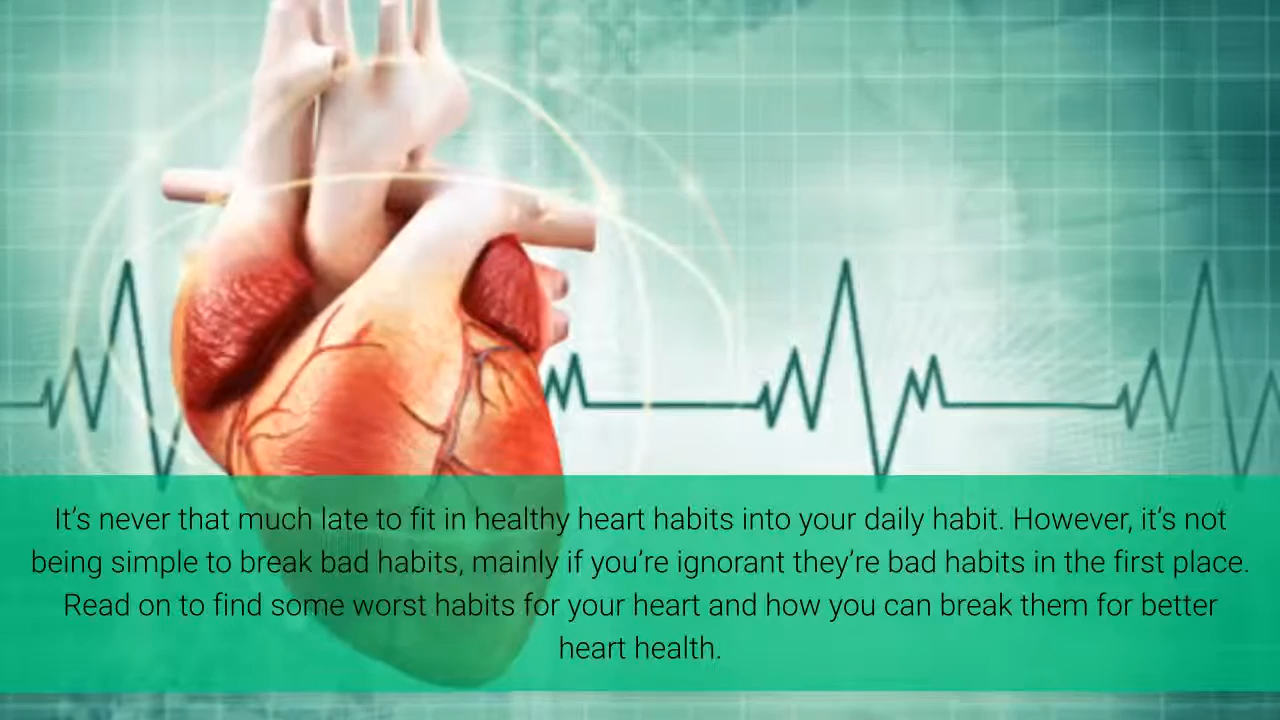 It’s never that much late to fit in healthy heart habits into your daily habit. However, it’s not
being simple to break bad habits, mainly if you’re ignorant they’re bad habits in the first place.
Read on to find some worst habits for your heart and how you can break them for better
heart health.